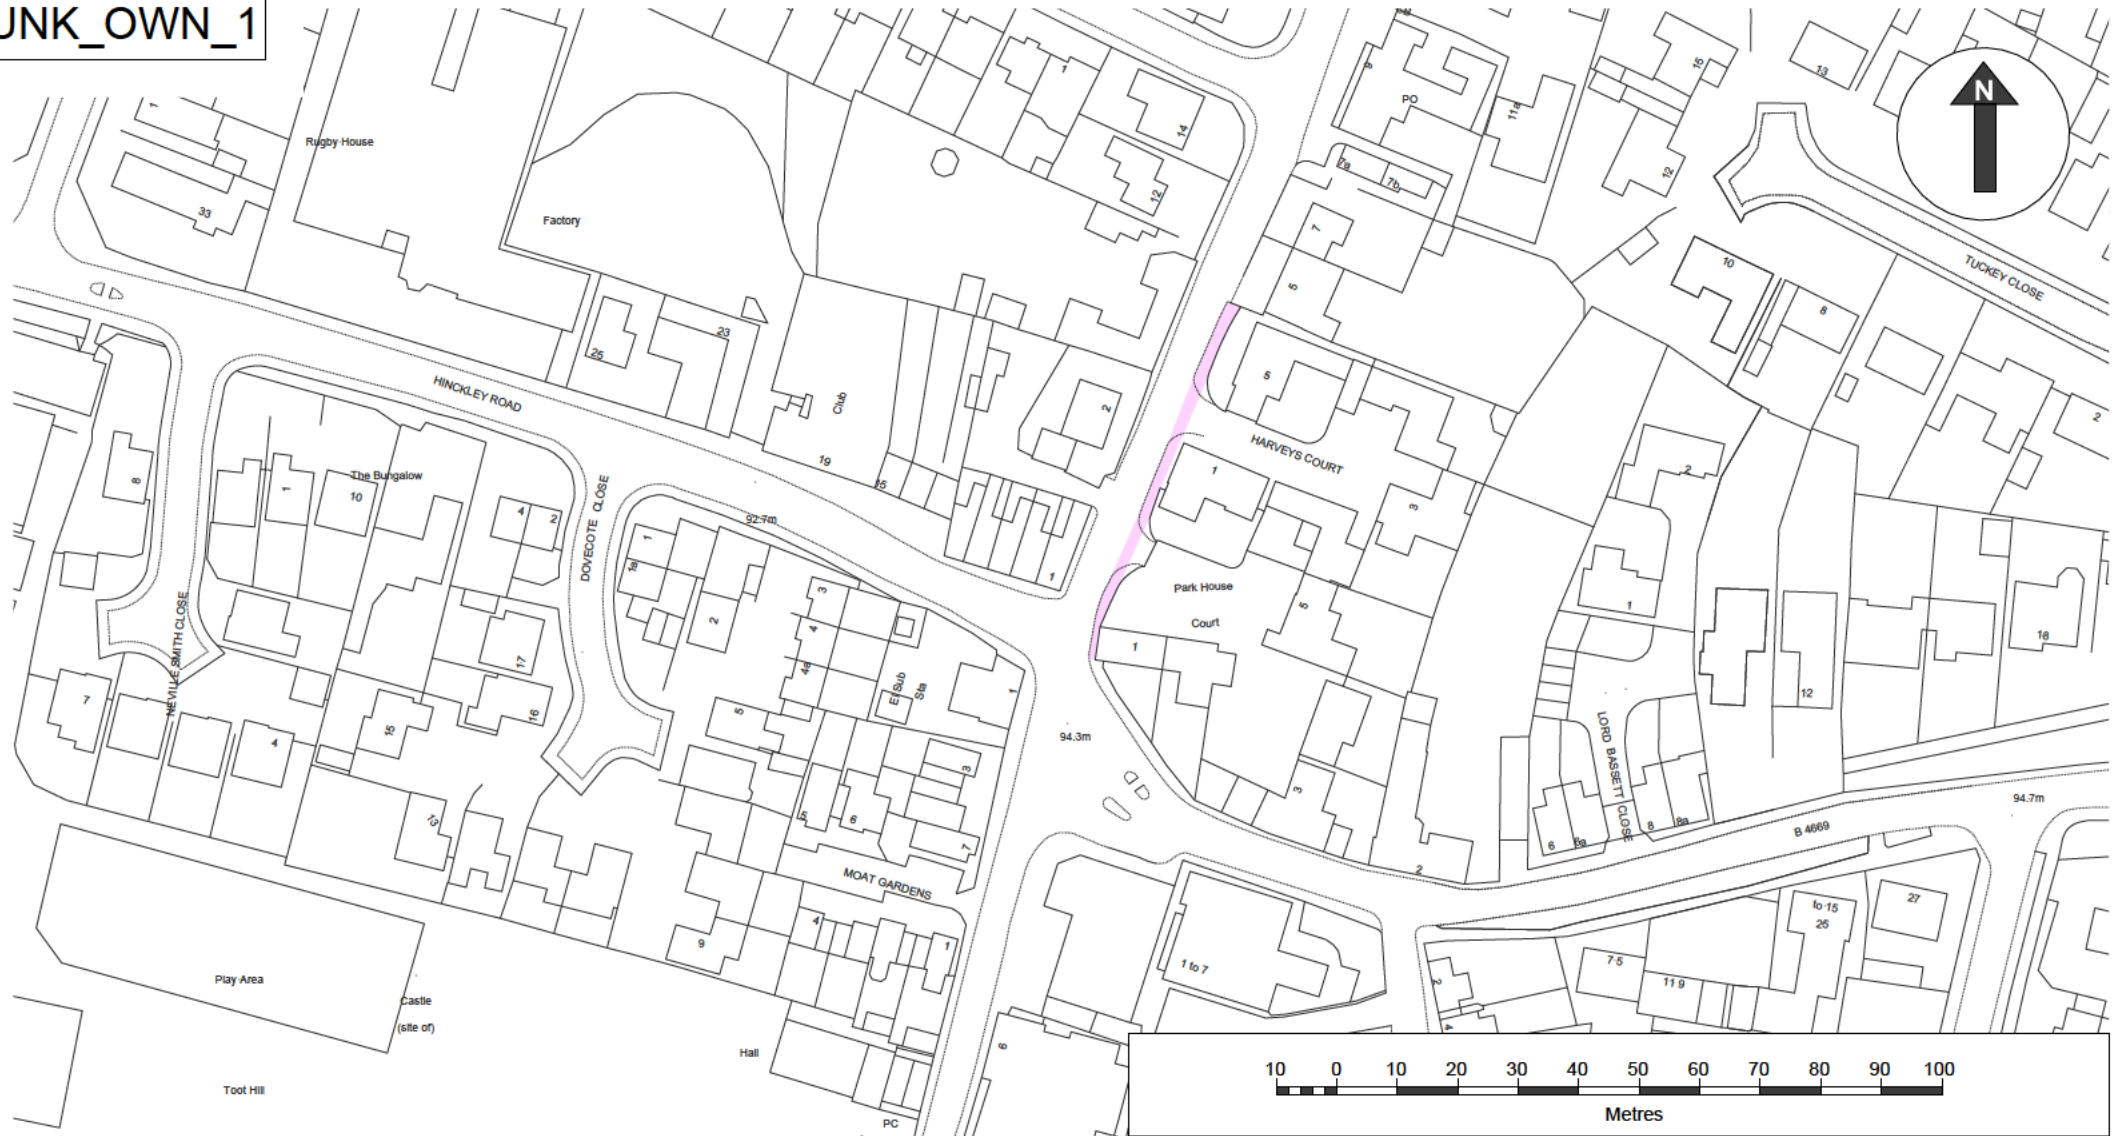 UNK_OWN_1
N
1
Rugby House
33
Factory
1
14
12
9
PO
11a
7a
7b
7
5
15
13
12
10
8
TUCKEY CLOSE
2
HINCKLEY ROAD
25
23
Club
19
15
2
1
5
HARVEYS COURT
1
3
Park House
Court
5
1
3
2
2
1
12
18
LORD BASSETT CLOSE
6
6a
8
8a
B 4669
94.7m
8
The Bungalow
1
10
4
2
DOVECOTE CLOSE
92.7m
1
1a
2
3
4
4a
5
El Sub
Sta
1
94.3m
NEVILLE SMITH CLOSE
7
4
15
17
16
13
3
5
6
7
MOAT GARDENS
4
1
9
1 to 7
to 15
25
27
7 5
11 9
2
4
6
Play Area
Castle
(site of)
Toot Hill
Hall
PC
10 0 10 20 30 40 50 60 70 80 90 100
Metres